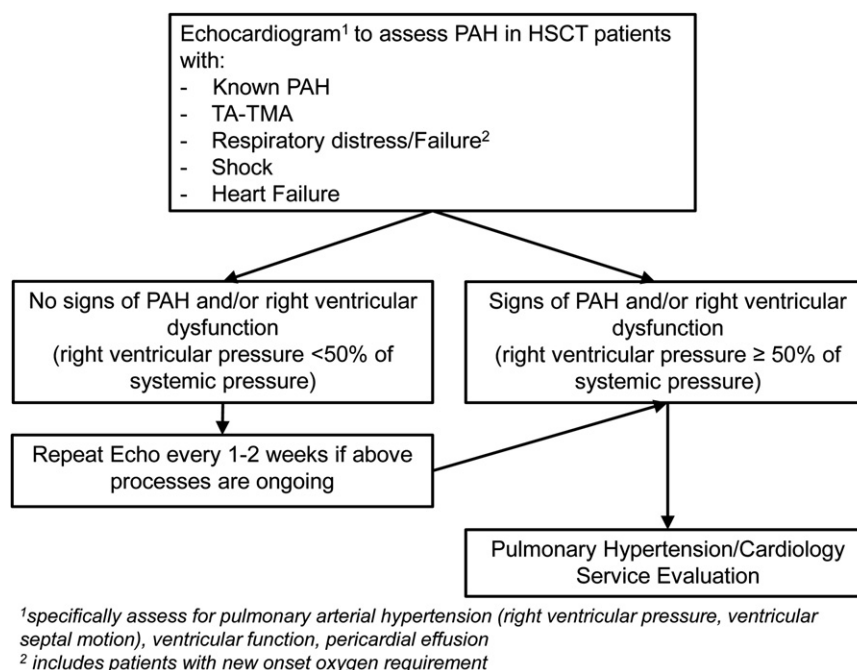 Echocardiogram¹ to assess PAH in HSCT patients
with:
- Known PAH
- TA-TMA
- Respiratory distress/Failure²
- Shock
- Heart Failure
No signs of PAH and/or right ventricular
dysfunction
(right ventricular pressure <50% of
systemic pressure)
Signs of PAH and/or right ventricular
dysfunction
(right ventricular pressure ≥ 50% of
systemic pressure)
Repeat Echo every 1-2 weeks if above
processes are ongoing
Pulmonary Hypertension/Cardiology
Service Evaluation
¹specifically assess for pulmonary arterial hypertension (right ventricular pressure, ventricular
septal motion), ventricular function, pericardial effusion
² includes patients with new onset oxygen requirement